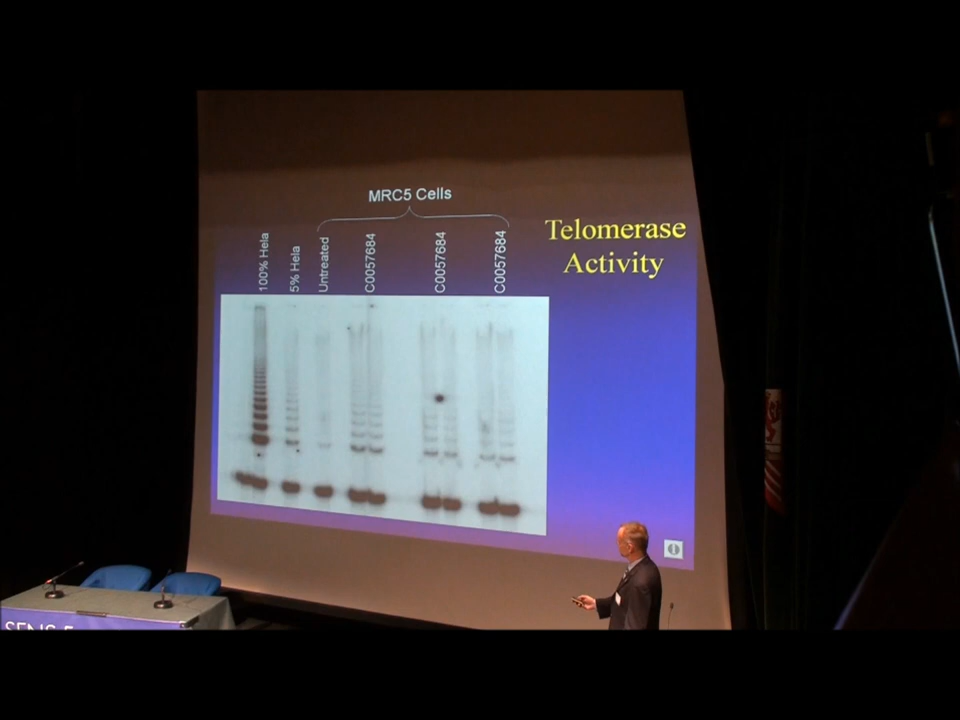 MRC5 Cells
Telomerase
Activity
100% Hela
5% Hela
Untreated
C0057684
C0057684
C0057684
SENS 5